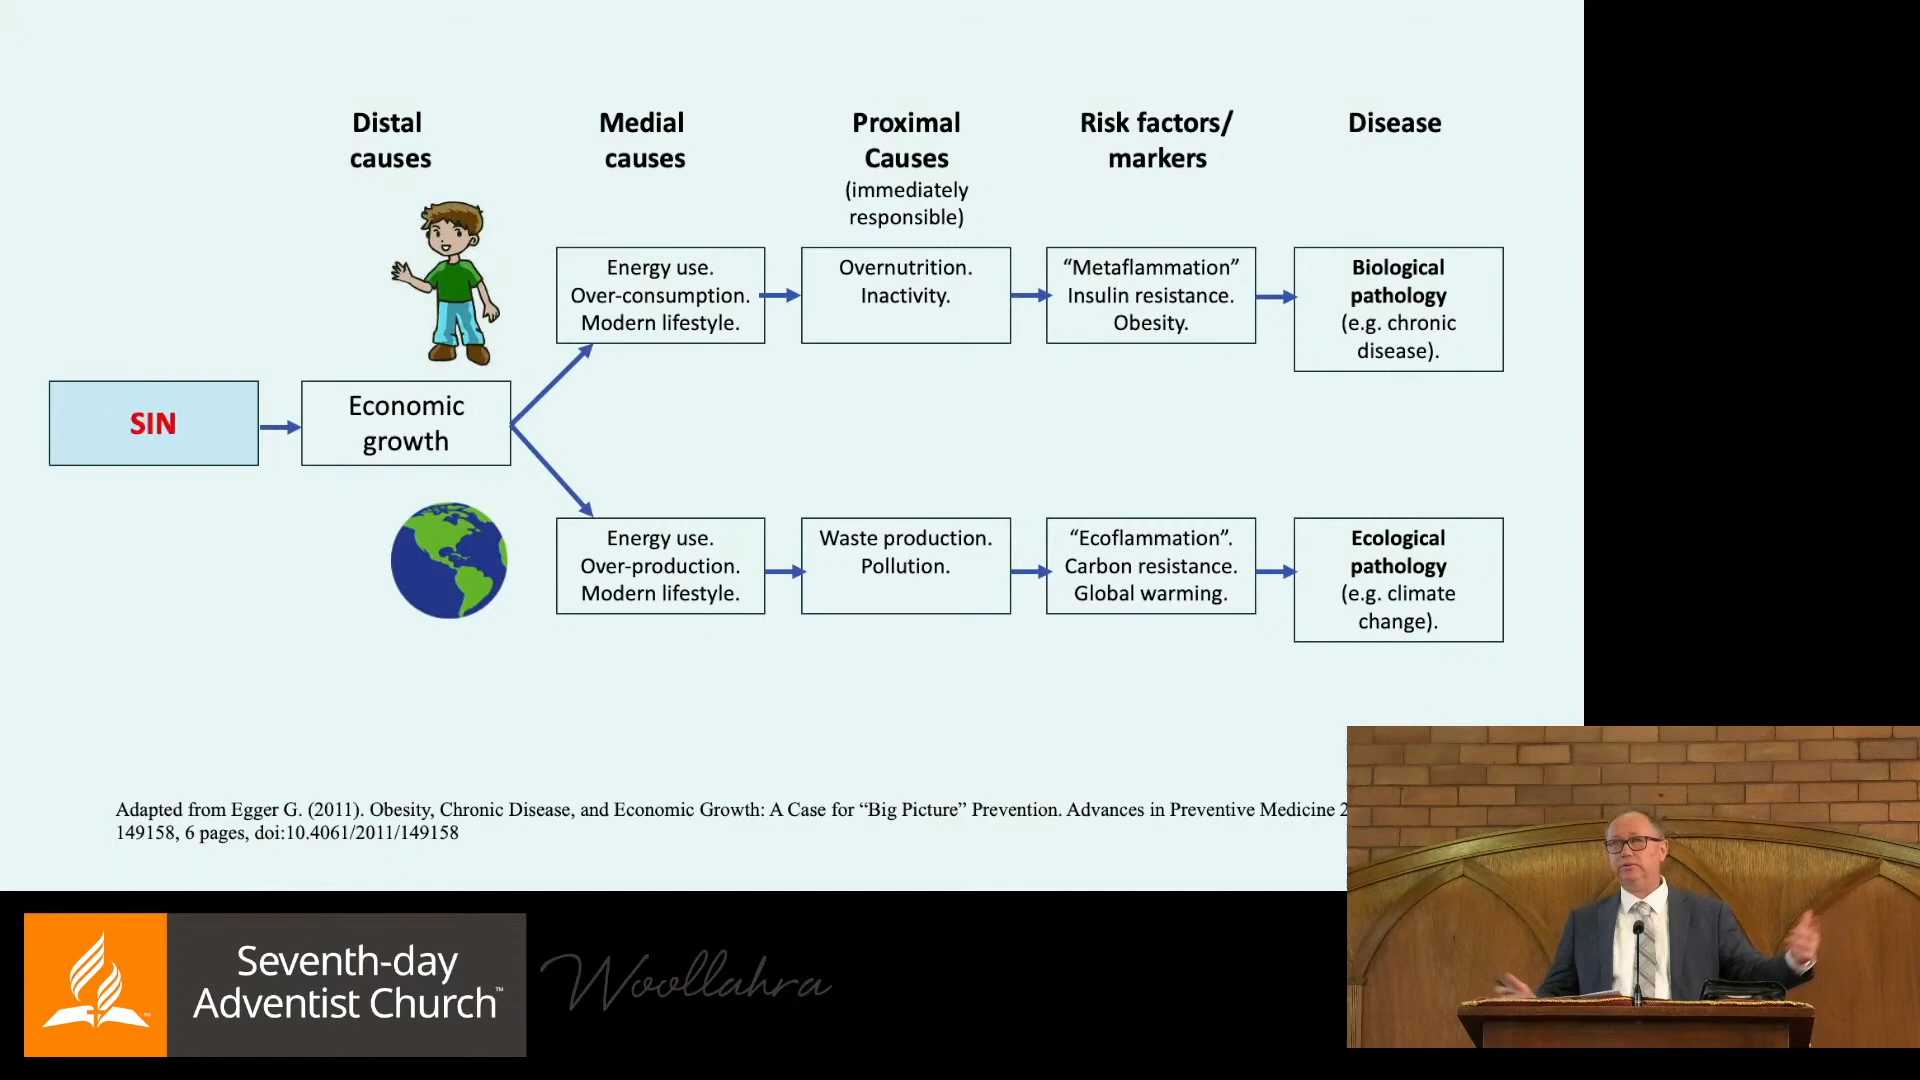 Distal
causes
Medial
causes
Proximal
Causes
(immediately
responsible)
Risk factors/
markers
Disease
Energy use.
Over-consumption.
Modern lifestyle.
Overnutrition.
Inactivity.
“Metaflammation”
Insulin resistance.
Obesity.
Biological
pathology
(e.g. chronic
disease).
SIN
Economic
growth
Energy use.
Over-production.
Modern lifestyle.
Waste production.
Pollution.
“Ecoflammation”.
Carbon resistance.
Global warming.
Ecological
pathology
(e.g. climate
change).
Adapted from Egger G. (2011). Obesity, Chronic Disease, and Economic Growth: A Case for “Big Picture” Prevention. Advances in Preventive Medicine
149158, 6 pages, doi:10.4061/2011/149158
Seventh-day
Adventist Church™
Woollahra